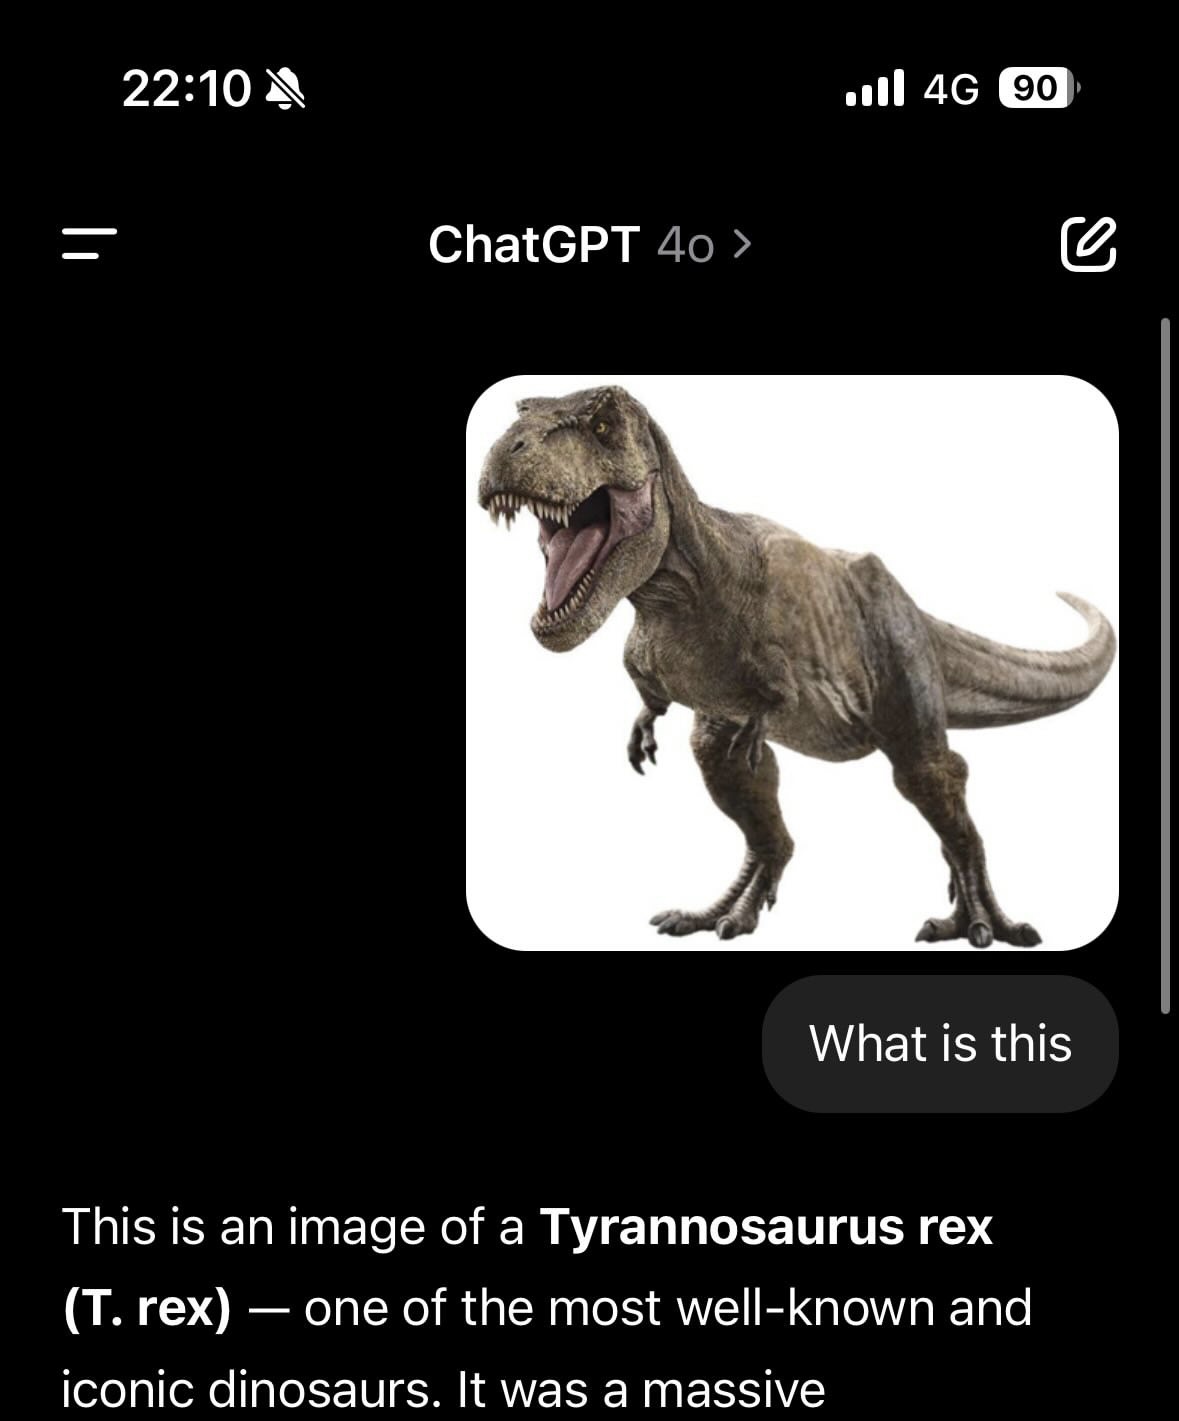 22:10
4G 90
ChatGPT 4o >
What is this
This is an image of a Tyrannosaurus rex
(T. rex) — one of the most well-known and
iconic dinosaurs. It was a massive